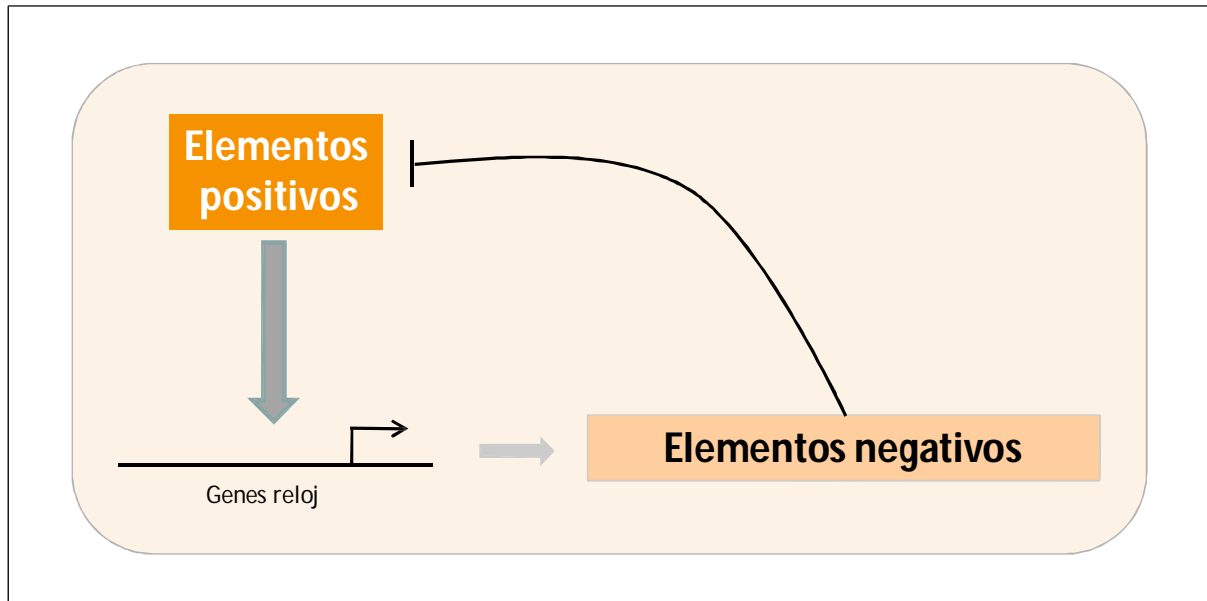 Elementos
positivos
Elementos negativos
Genes reloj